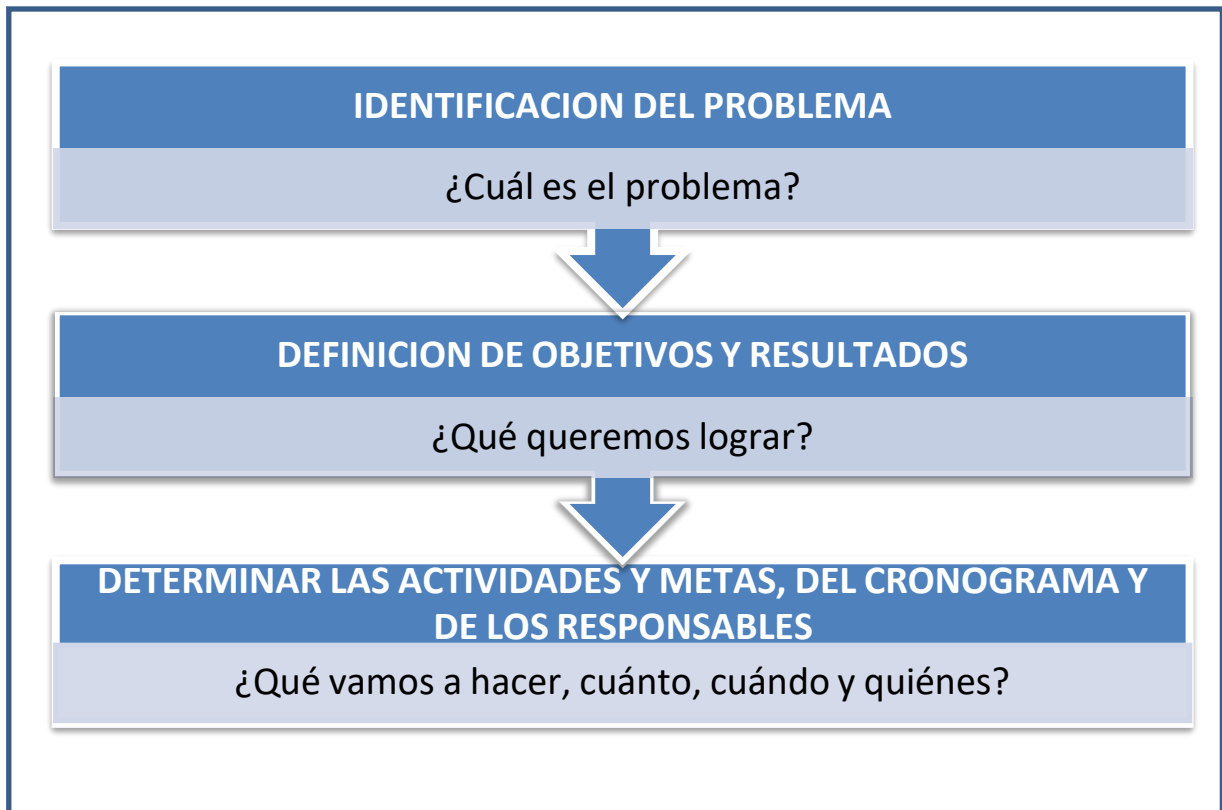 IDENTIFICACION DEL PROBLEMA
¿Cuál es el problema?
DEFINICION DE OBJETIVOS Y RESULTADOS
¿Qué queremos lograr?
DETERMINAR LAS ACTIVIDADES Y METAS, DEL CRONOGRAMA Y
DE LOS RESPONSABLES
¿Qué vamos a hacer, cuánto, cuándo y quiénes?